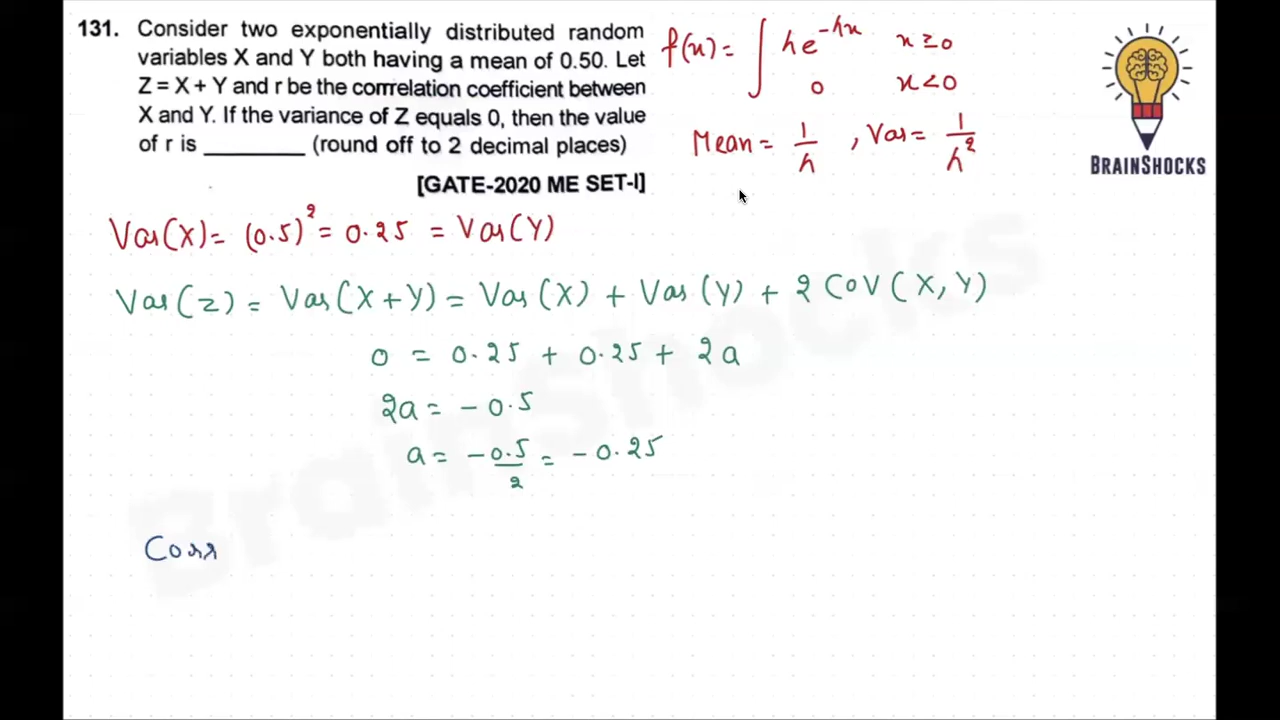 131. Consider two exponentially distributed random
variables X and Y both having a mean of 0.50. Let
Z = X + Y and r be the corrrelation coefficient between
X and Y. If the variance of Z equals 0, then the value
of r is _________ (round off to 2 decimal places)
[GATE-2020 ME SET-I]
f(x) = ∫ λe^-λx x ≥ 0
0 x < 0
Mean = 1/λ , Var = 1/λ²
BRAINSHOCKS
Var(X) = (0.5)² = 0.25 = Var(Y)
Var(Z) = Var(X+Y) = Var(X) + Var(Y) + 2 COV(X, Y)
0 = 0.25 + 0.25 + 2a
2a = - 0.5
a = -0.5/2 = - 0.25
Corr
Brainshocks